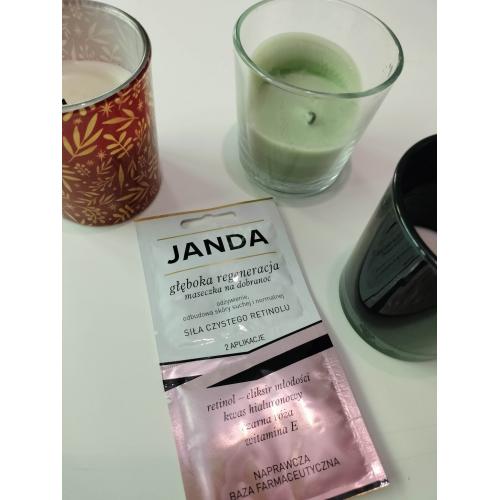 JANDA
głęboka regeneracja
maseczka na dobranoc
odżywienie,
odbudowa skóry suchej i normalnej
SIŁA CZYSTEGO RETINOLU
2 APLIKACJE
retinol – eliksir młodości
kwas hialuronowy
czarna róża
witamina E
NAPRAWCZA
BAZA FARMACEUTYCZNA